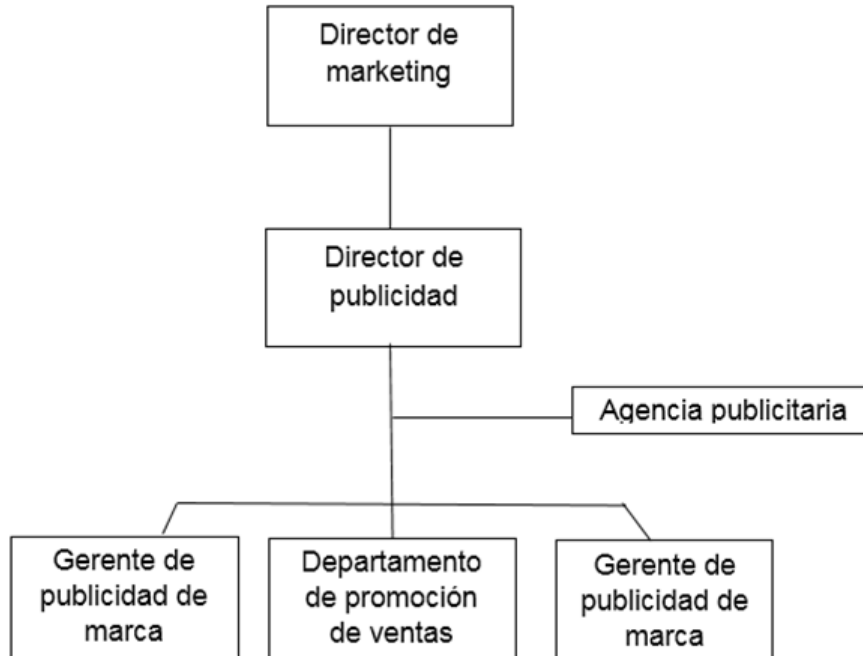 Director de
marketing
Director de
publicidad
Agencia publicitaria
Gerente de
publicidad de
marca
Departamento
de promoción
de ventas
Gerente de
publicidad de
marca